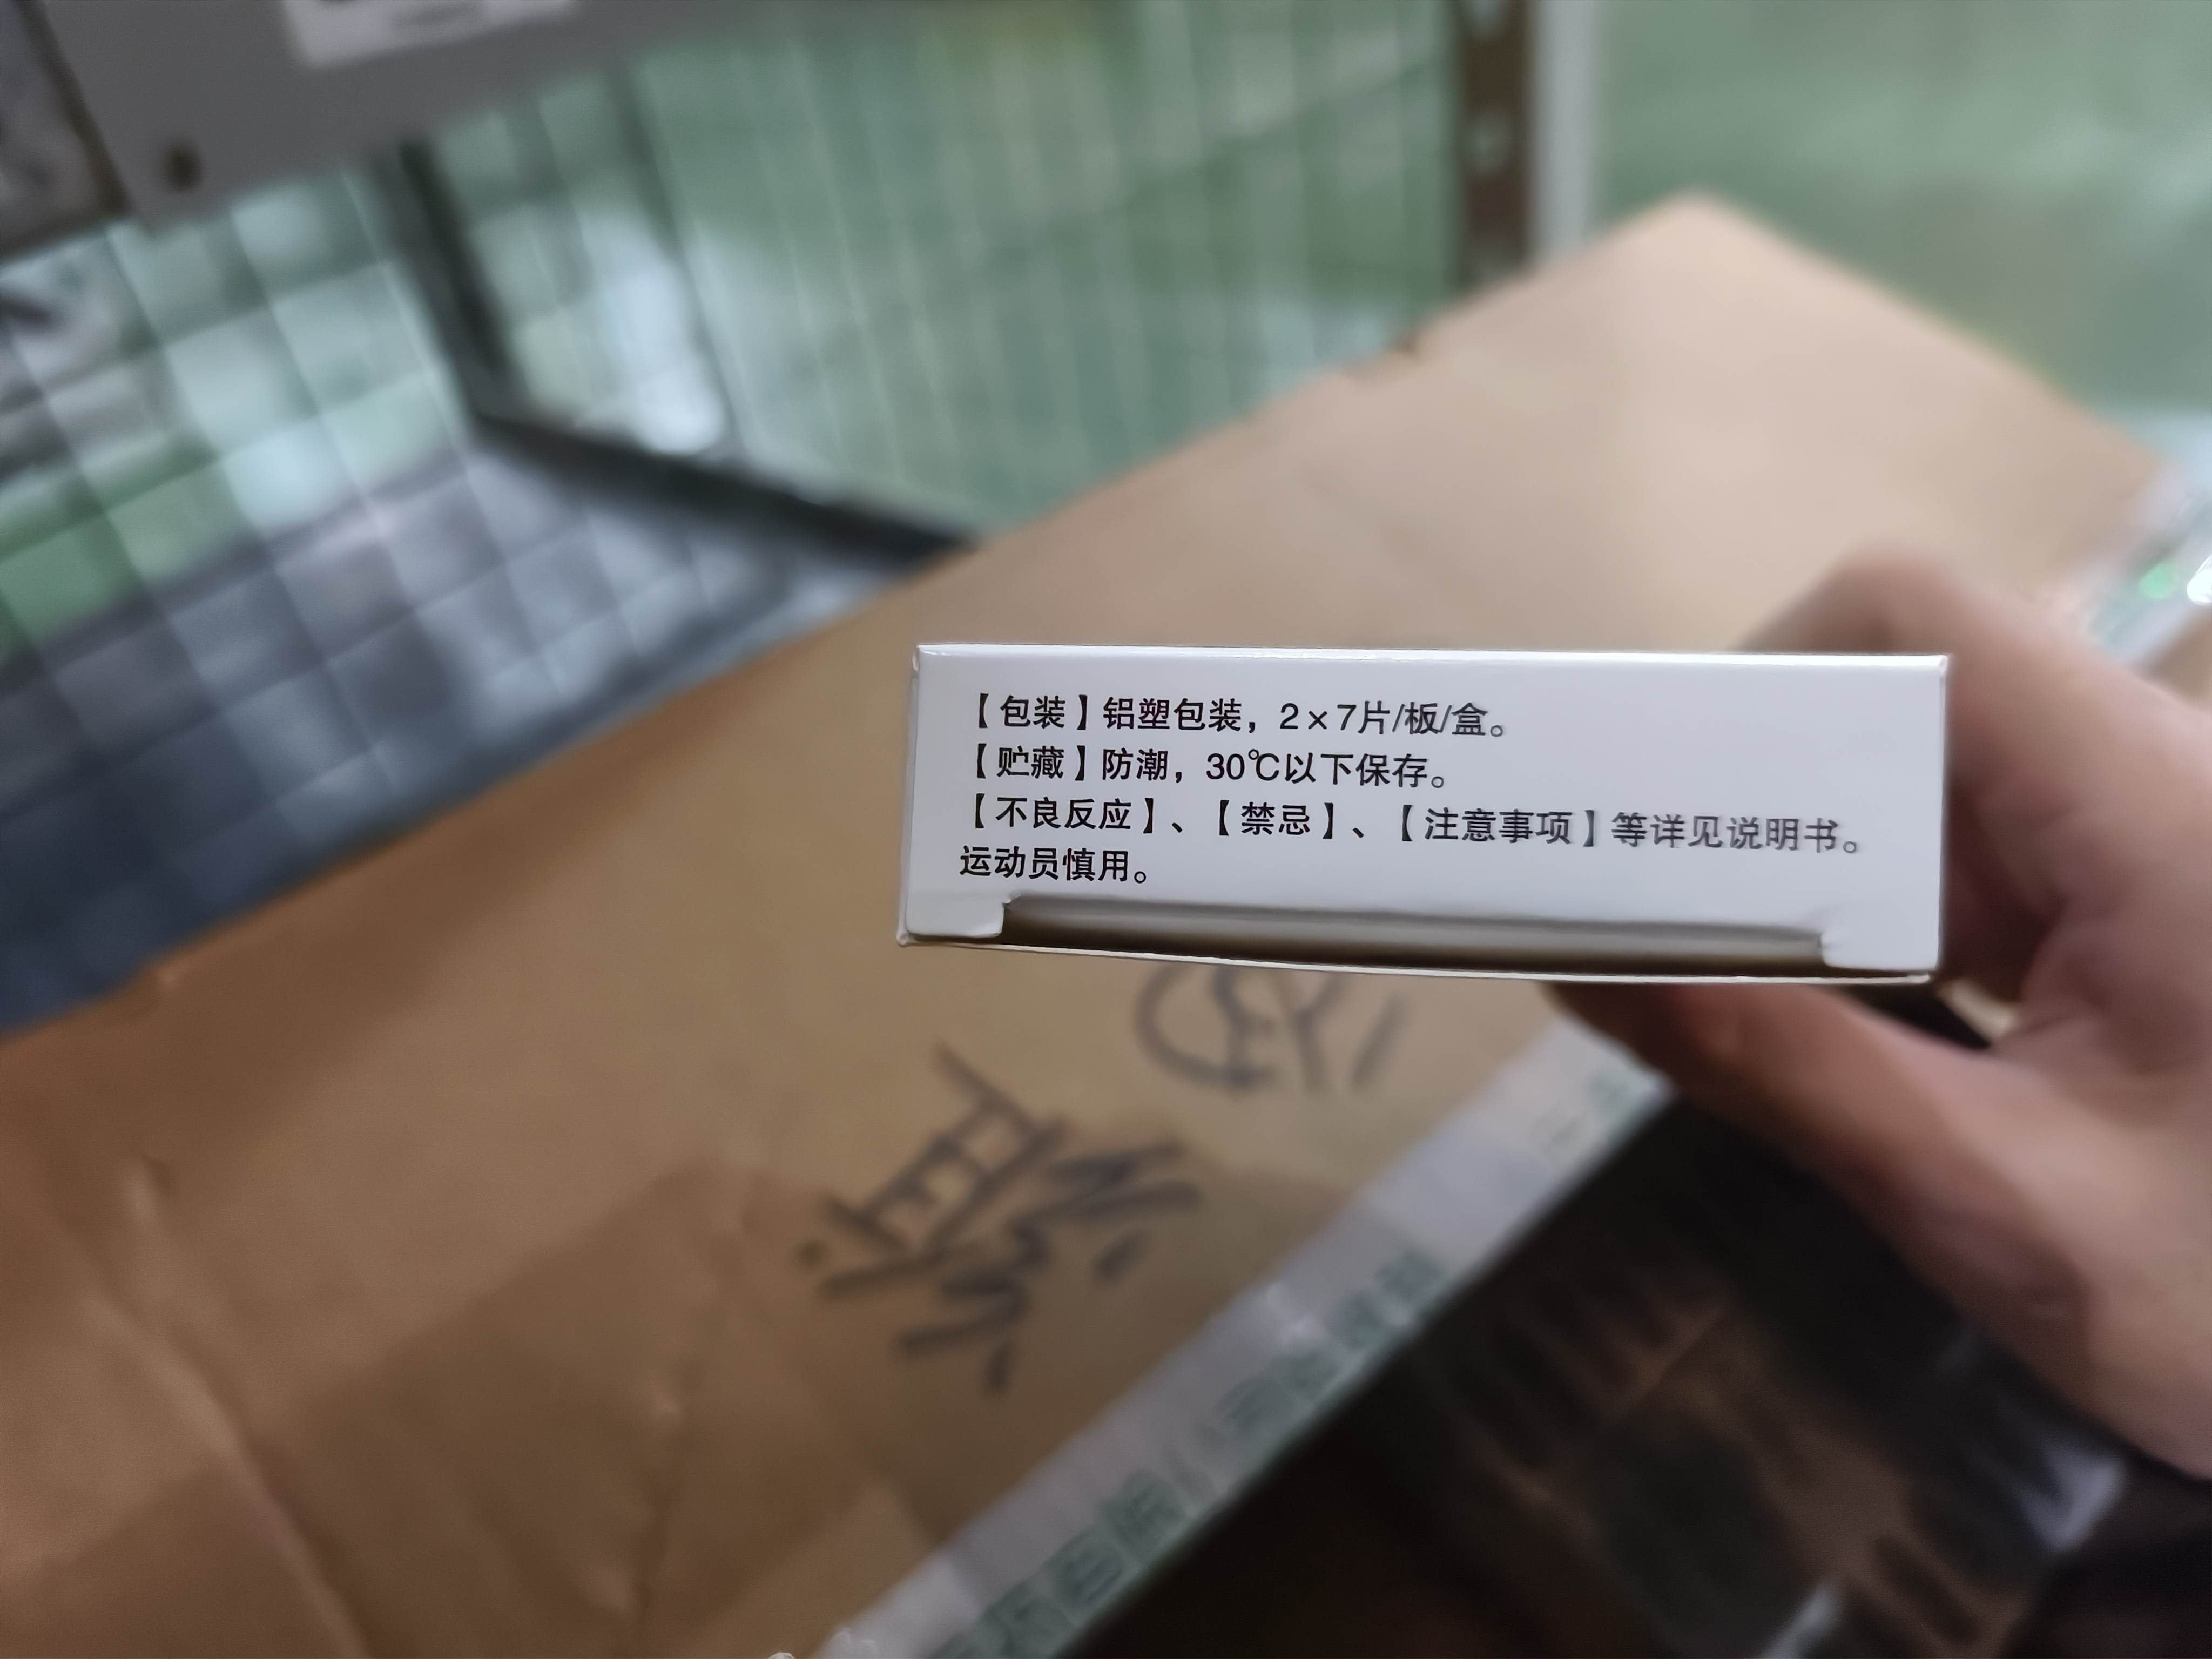 【包装】铝塑包装，2×7片/板/盒。
【贮藏】防潮，30℃以下保存。
【不良反应】、【禁忌】、【注意事项】等详见说明书。
运动员慎用。